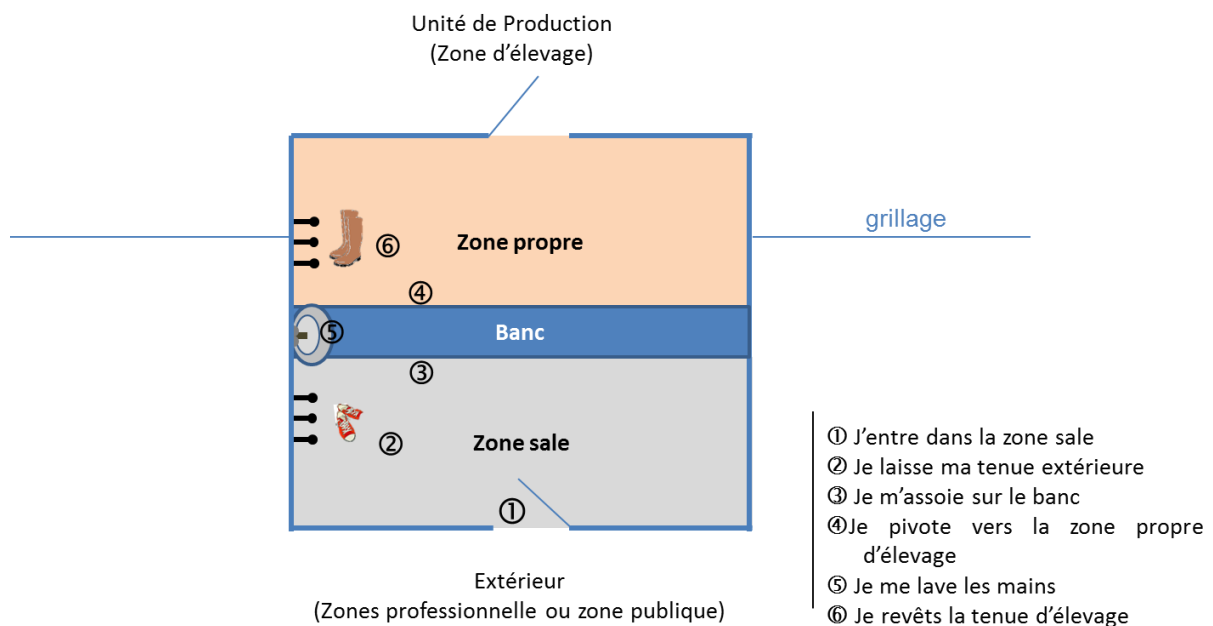 Unité de Production
(Zone d'élevage)
grillage
⑥ Zone propre
④
⑤ Banc
③
② Zone sale
①
Extérieur
(Zones professionnelle ou zone publique)
① J'entre dans la zone sale
② Je laisse ma tenue extérieure
③ Je m'assoie sur le banc
④Je pivote vers la zone propre
d'élevage
⑤ Je me lave les mains
⑥ Je revêts la tenue d'élevage